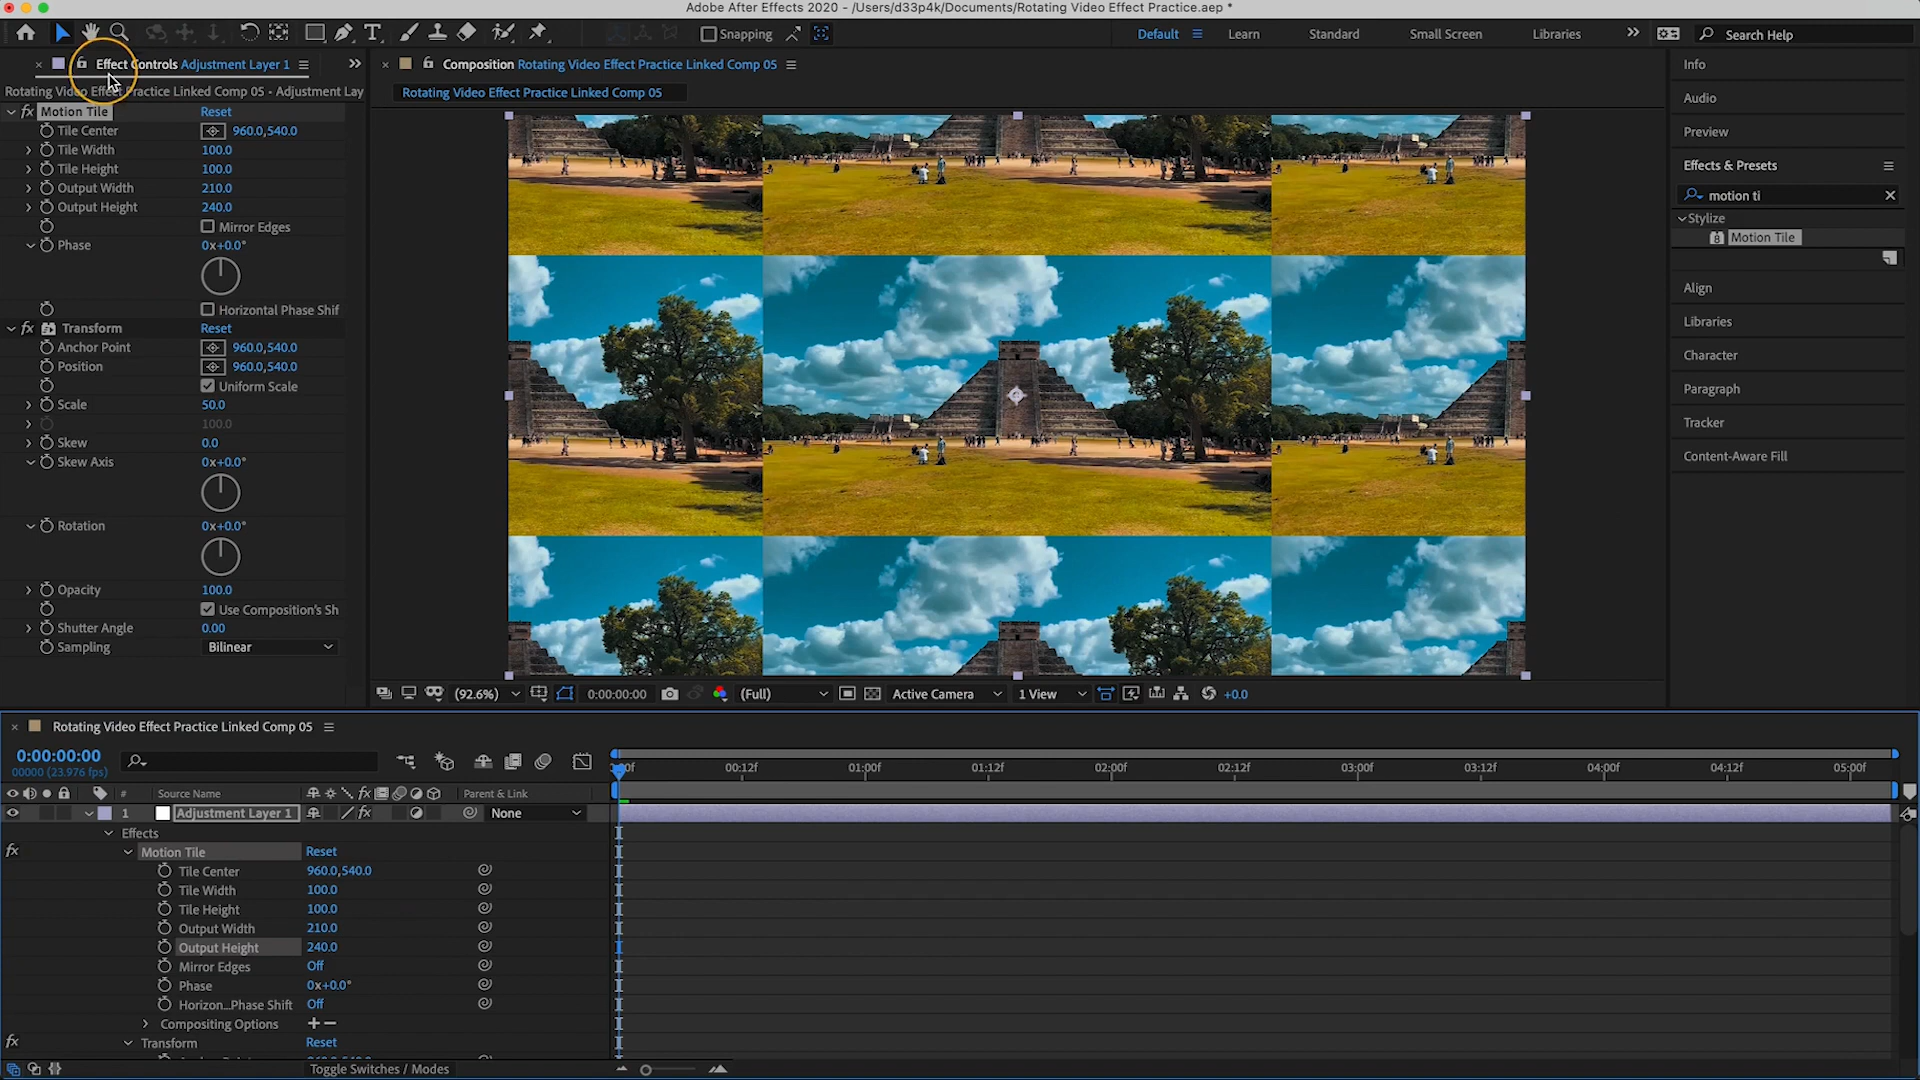 Adobe After Effects 2020 - /Users/d33p4k/Documents/Rotating Video Effect Practice.aep *
Snapping
Default
Learn
Standard
Small Screen
Libraries
Search Help
Effect Controls Adjustment Layer 1
Rotating Video Effect Practice Linked Comp 05 - Adjustment Lay
fx Motion Tile Reset
Tile Center 960.0,540.0
Tile Width 100.0
Tile Height 100.0
Output Width 210.0
Output Height 240.0
Mirror Edges
Phase 0x+0.0°
Horizontal Phase Shif
fx Transform Reset
Anchor Point 960.0,540.0
Position 960.0,540.0
Uniform Scale
Scale 50.0
100.0
Skew 0.0
Skew Axis 0x+0.0°
Rotation 0x+0.0°
Opacity 100.0
Use Composition's Sh
Shutter Angle 0.00
Sampling Bilinear
Composition Rotating Video Effect Practice Linked Comp 05
Rotating Video Effect Practice Linked Comp 05
(92.6%) 0:00:00:00 (Full) Active Camera 1 View +0.0
Info
Audio
Preview
Effects & Presets
motion ti
Stylize
8 Motion Tile
Align
Libraries
Character
Paragraph
Tracker
Content-Aware Fill
Rotating Video Effect Practice Linked Comp 05
0:00:00:00
00000 (23.976 fps)
00f 00:12f 01:00f 01:12f 02:00f 02:12f 03:00f 03:12f 04:00f 04:12f 05:00f
# Source Name fx Parent & Link
1 Adjustment Layer 1 fx None
Effects
fx Motion Tile Reset
Tile Center 960.0,540.0
Tile Width 100.0
Tile Height 100.0
Output Width 210.0
Output Height 240.0
Mirror Edges Off
Phase 0x+0.0°
Horizon...Phase Shift Off
Compositing Options + −
fx Transform Reset
Toggle Switches / Modes